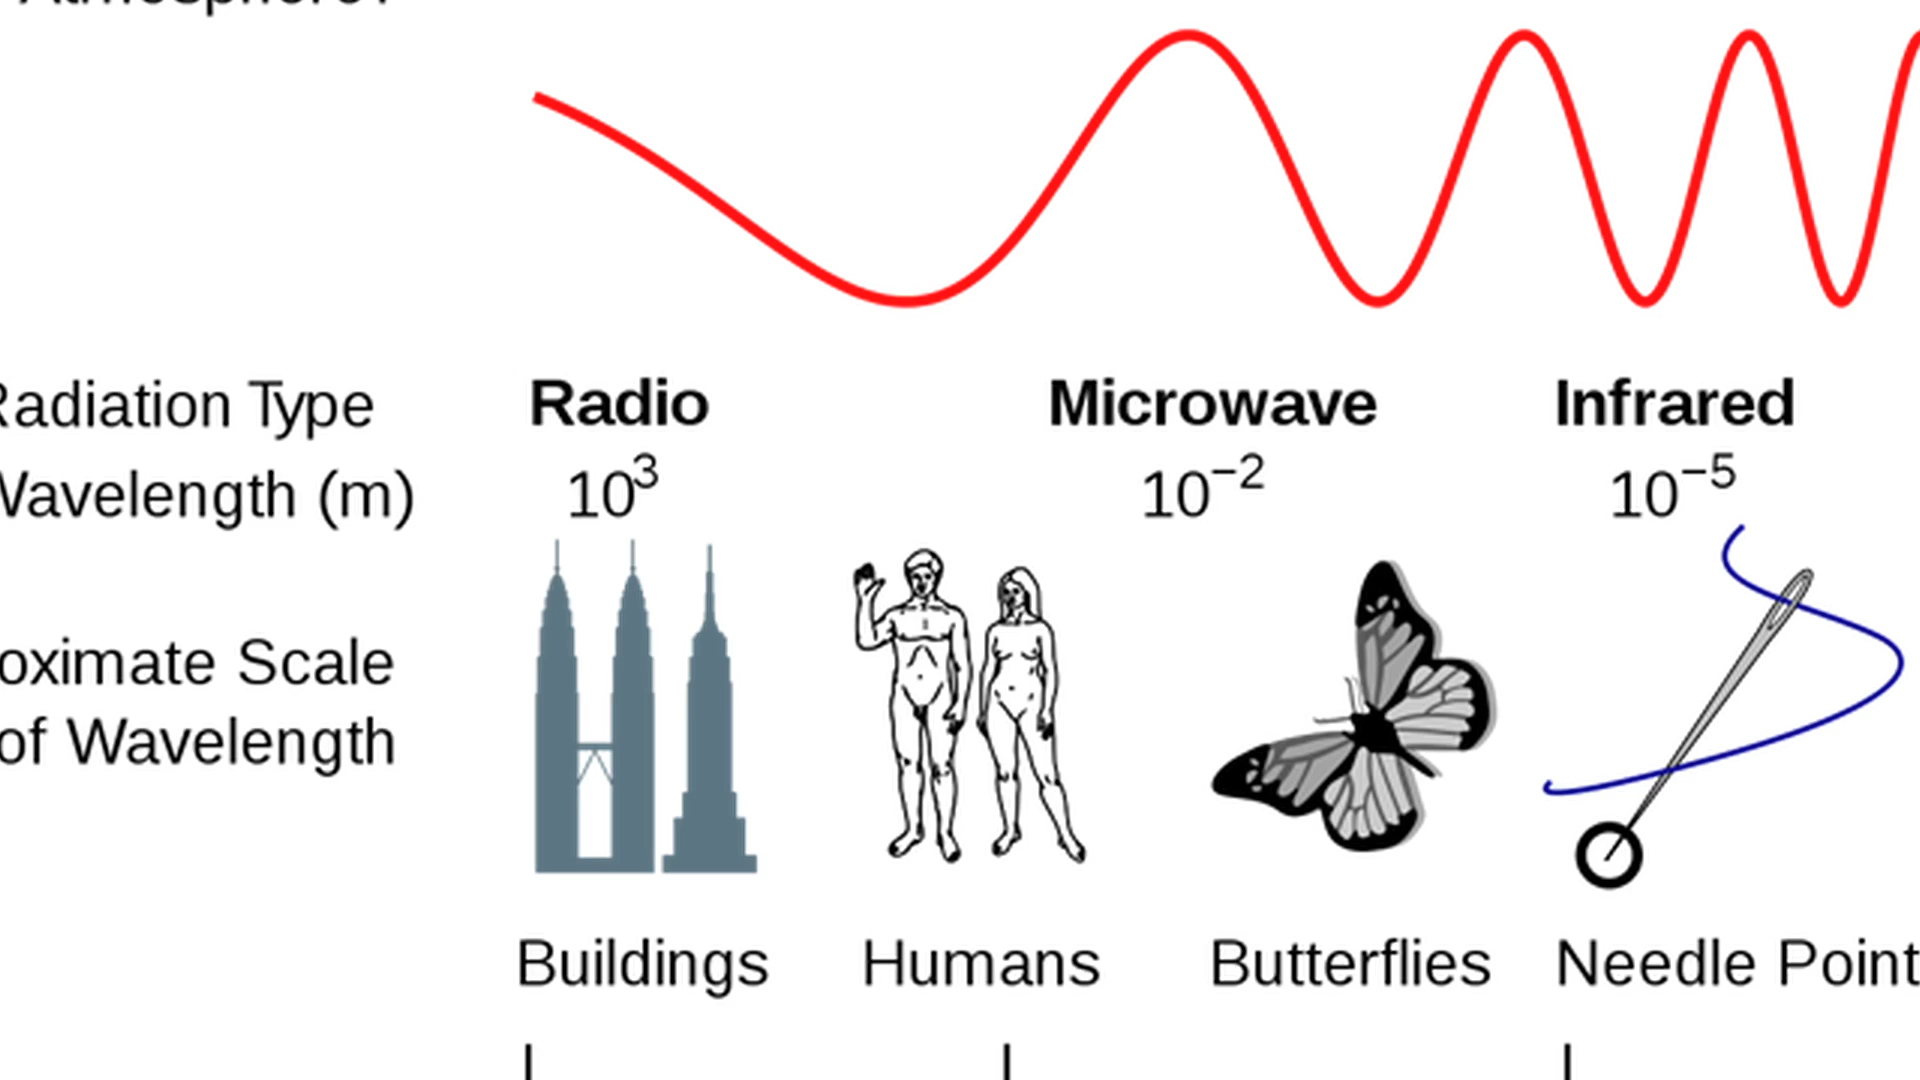 Atmosphere?
Radiation Type Radio Microwave Infrared
Wavelength (m) 10³ 10⁻² 10⁻⁵
oximate Scale
of Wavelength
Buildings Humans Butterflies Needle Point